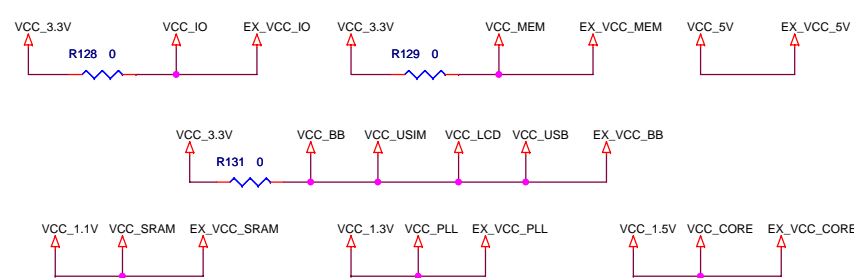 VCC_3.3V VCC_IO EX_VCC_IO VCC_3.3V VCC_MEM EX_VCC_MEM VCC_5V EX_VCC_5V
R128 0 R129 0
VCC_3.3V VCC_BB VCC_USIM VCC_LCD VCC_USB EX_VCC_BB
R131 0
VCC_1.1V VCC_SRAM EX_VCC_SRAM VCC_1.3V VCC_PLL EX_VCC_PLL VCC_1.5V VCC_CORE EX_VCC_CORE